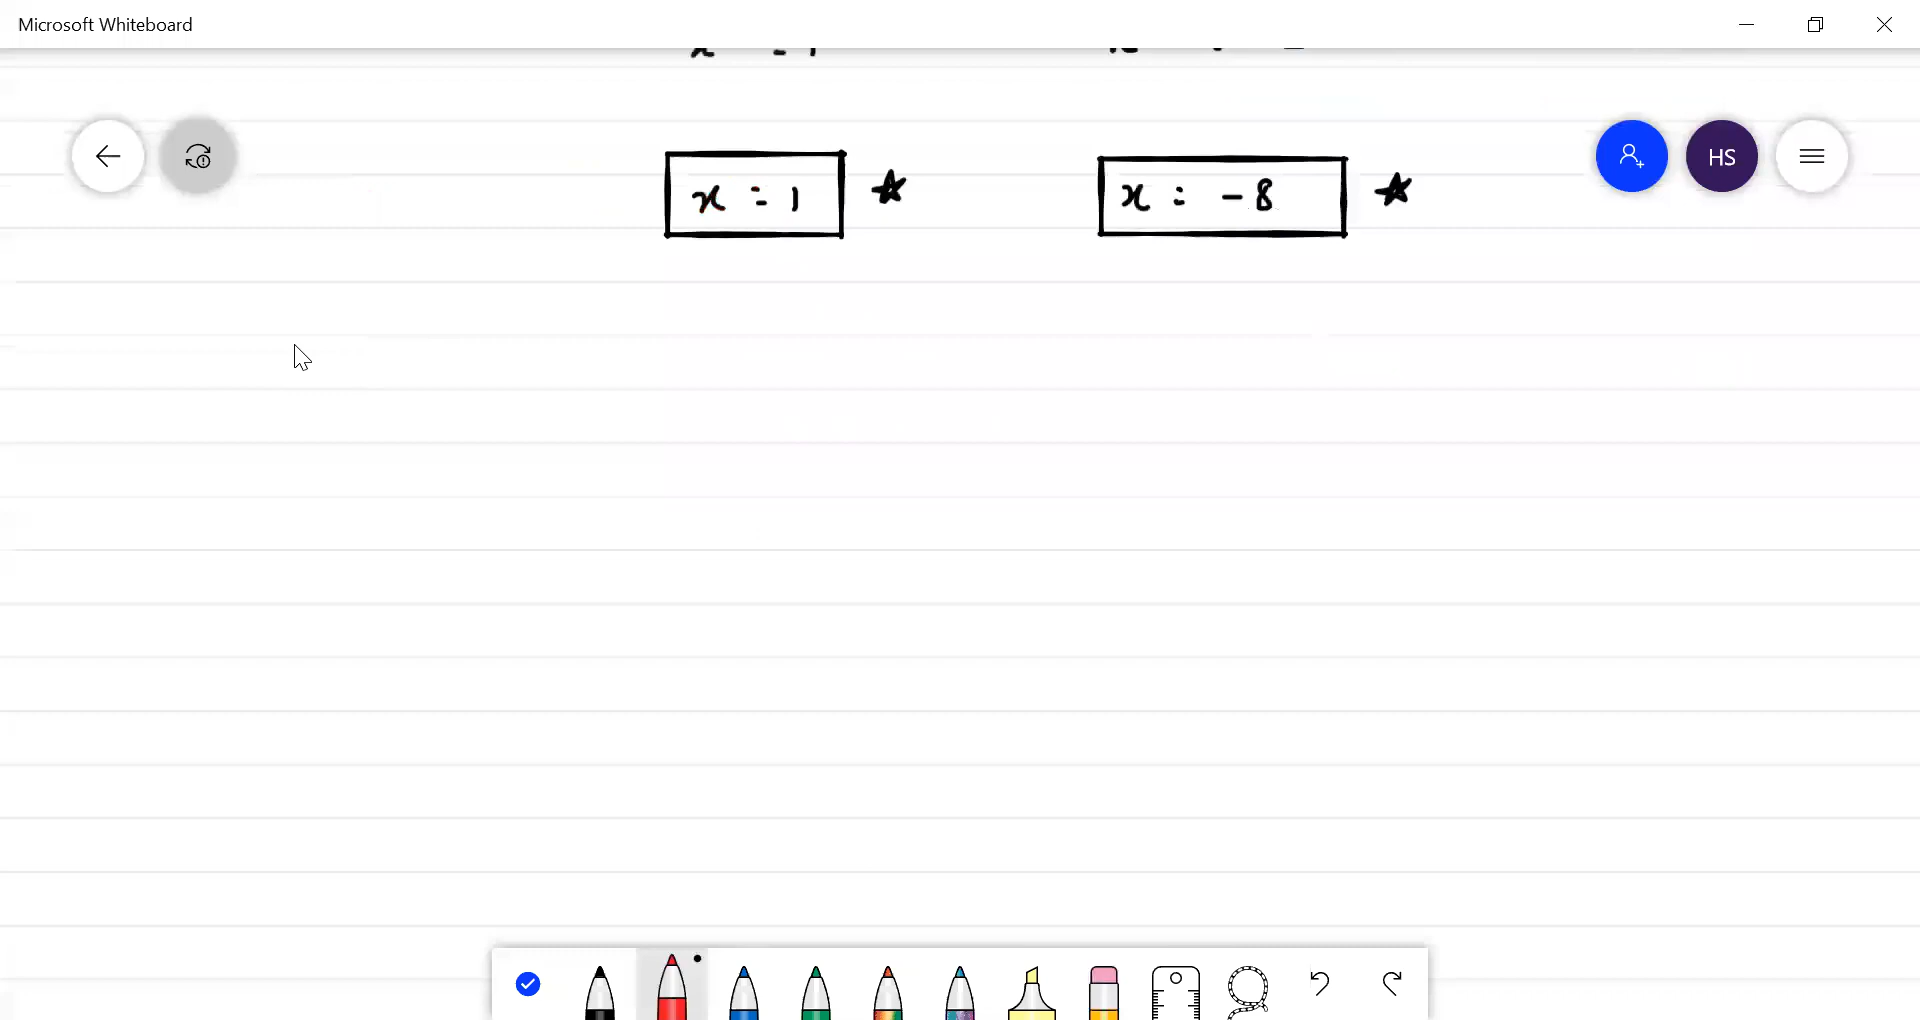 Microsoft Whiteboard
HS
x = 1 ☆
x = -8 ☆